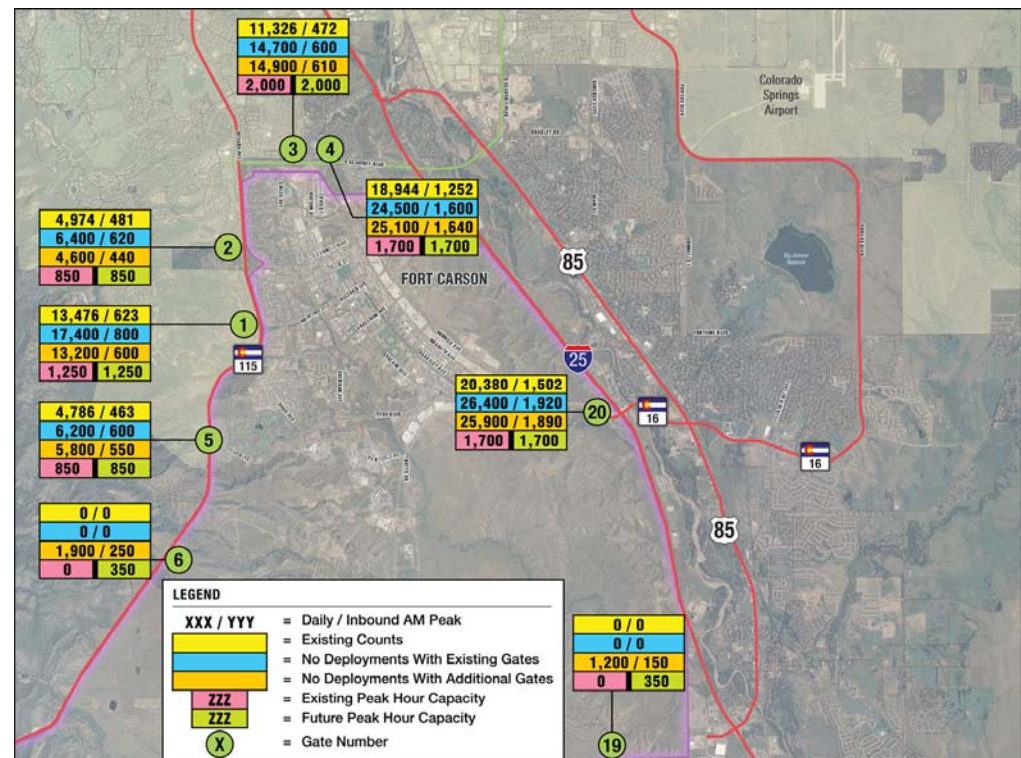 11,326 / 472
14,700 / 600
14,900 / 610
2,000 2,000
3
4
18,944 / 1,252
24,500 / 1,600
25,100 / 1,640
1,700 1,700
Colorado
Springs
Airport
BRADLEY RD
4,974 / 481
6,400 / 620
4,600 / 440
850 850
2
85
FORT CARSON
13,476 / 623
17,400 / 800
13,200 / 600
1,250 1,250
1
115
25
FONTAINE BLVD
4,786 / 463
6,200 / 600
5,800 / 550
850 850
5
20,380 / 1,502
26,400 / 1,920
25,900 / 1,890
1,700 1,700
20
16
16
0 / 0
0 / 0
1,900 / 250
0 350
6
85
LEGEND
XXX / YYY = Daily / Inbound AM Peak
= Existing Counts
= No Deployments With Existing Gates
= No Deployments With Additional Gates
ZZZ = Existing Peak Hour Capacity
ZZZ = Future Peak Hour Capacity
X = Gate Number
0 / 0
0 / 0
1,200 / 150
0 350
19